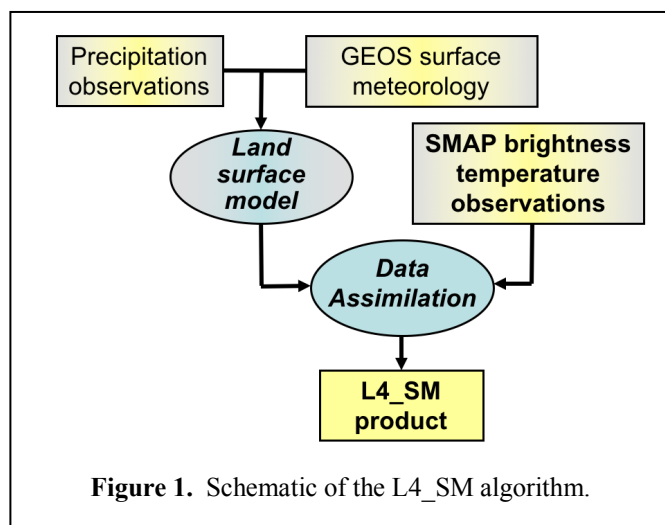 Precipitation
observations
GEOS surface
meteorology
Land
surface
model
SMAP brightness
temperature
observations
Data
Assimilation
L4_SM
product
Figure 1. Schematic of the L4_SM algorithm.